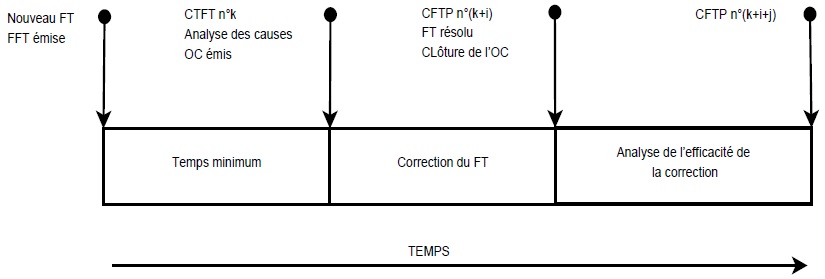 Nouveau FT
FFT émise
CTFT n°k
Analyse des causes
OC émis
CFTP n°(k+i)
FT résolu
CLôture de l'OC
CFTP n°(k+i+j)
Temps minimum
Correction du FT
Analyse de l'efficacité de
la correction
TEMPS